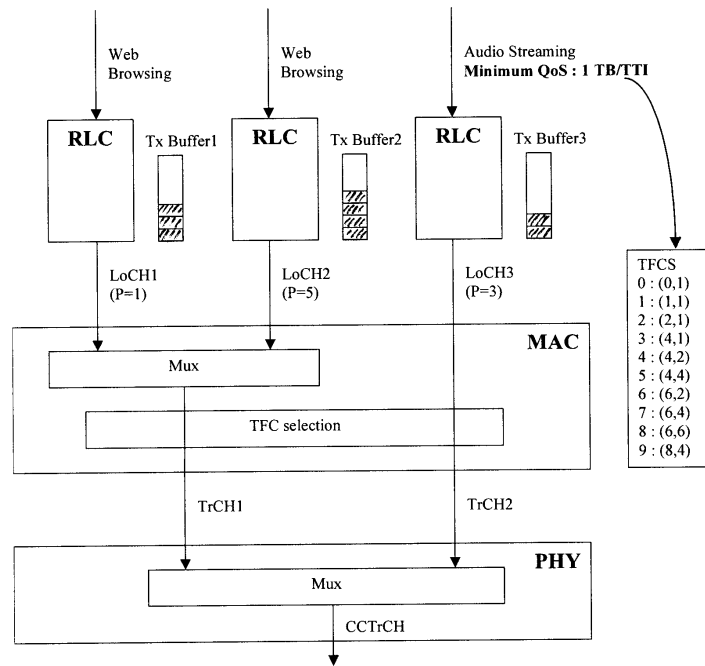 Web
Browsing
Web
Browsing
Audio Streaming
Minimum QoS : 1 TB/TTI
RLC
Tx Buffer1
RLC
Tx Buffer2
RLC
Tx Buffer3
LoCH1
(P=1)
LoCH2
(P=5)
LoCH3
(P=3)
TFCS
0 : (0,1)
1 : (1,1)
2 : (2,1)
3 : (4,1)
4 : (4,2)
5 : (4,4)
6 : (6,2)
7 : (6,4)
8 : (6,6)
9 : (8,4)
MAC
Mux
TFC selection
TrCH1
TrCH2
PHY
Mux
CCTrCH